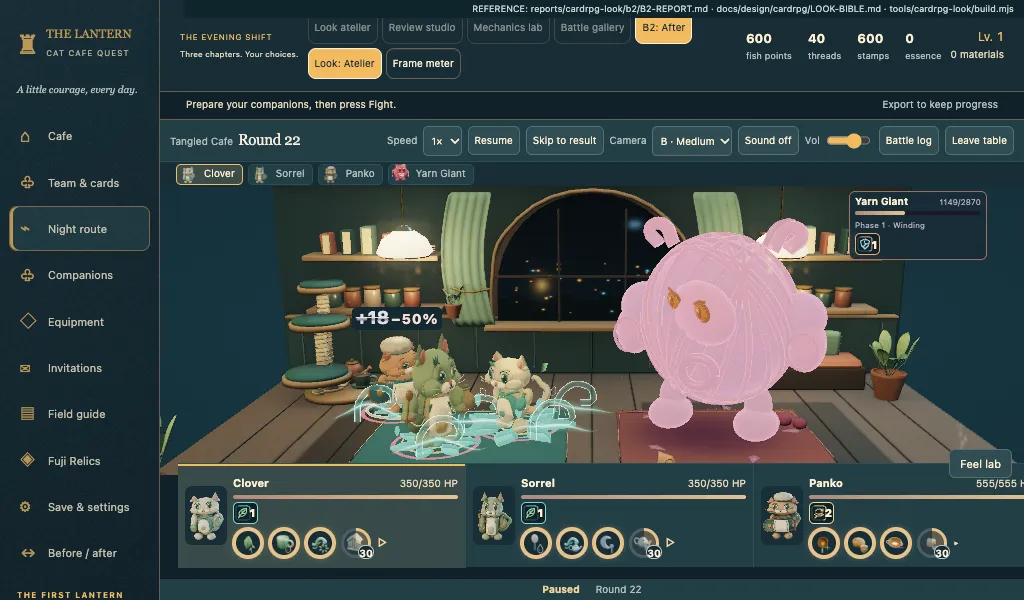 REFERENCE: reports/cardrpg-look/b2/B2-REPORT.md · docs/design/cardrpg/LOOK-BIBLE.md · tools/cardrpg-look/build.mjs
THE LANTERN
CAT CAFE QUEST
A little courage, every day.
Cafe
Team & cards
Night route
Companions
Equipment
Invitations
Field guide
Fuji Relics
Save & settings
Before / after
THE FIRST LANTERN
THE EVENING SHIFT
Three chapters. Your choices.
Look atelier
Review studio
Mechanics lab
Battle gallery
B2: After
Look: Atelier
Frame meter
600
fish points
40
threads
600
stamps
0
essence
Lv. 1
0 materials
Prepare your companions, then press Fight.
Export to keep progress
Tangled Cafe Round 22
Speed
1x
Resume
Skip to result
Camera
B · Medium
Sound off
Vol
Battle log
Leave table
Clover
Sorrel
Panko
Yarn Giant
Yarn Giant
1149/2870
Phase 1 · Winding
1
+18 −50%
Feel lab
Clover
350/350 HP
1
30
Sorrel
350/350 HP
1
30
Panko
555/555 H
2
30
Paused
Round 22